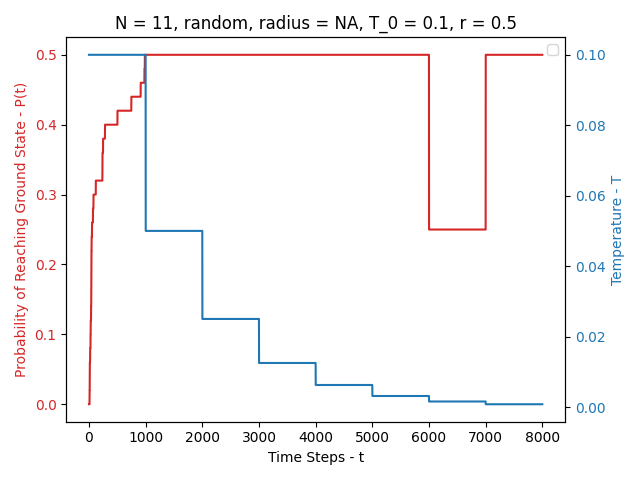 N = 11, random, radius = NA, T_0 = 0.1, r = 0.5
Probability of Reaching Ground State - P(t)
0.5
0.4
0.3
0.2
0.1
0.0
0.10
0.08
0.06
0.04
0.02
0.00
Temperature - T
0 1000 2000 3000 4000 5000 6000 7000 8000
Time Steps - t